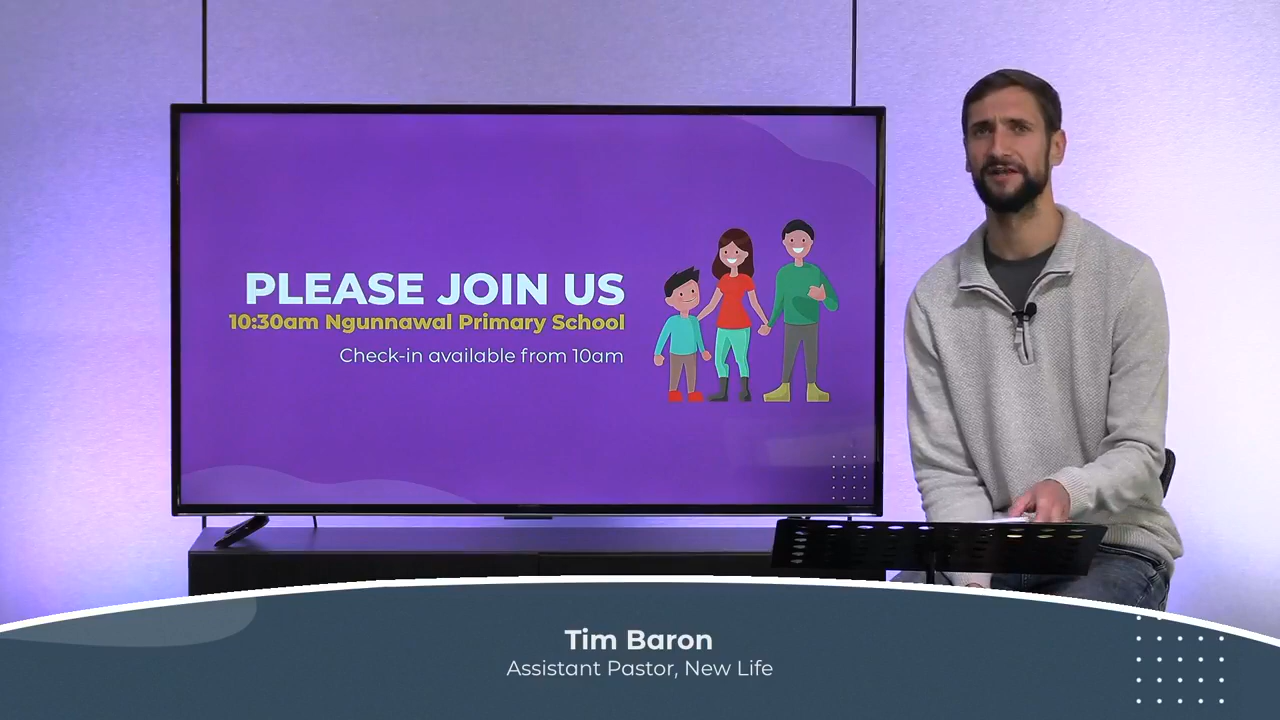 PLEASE JOIN US
10:30am Ngunnawal Primary School
Check-in available from 10am
Tim Baron
Assistant Pastor, New Life